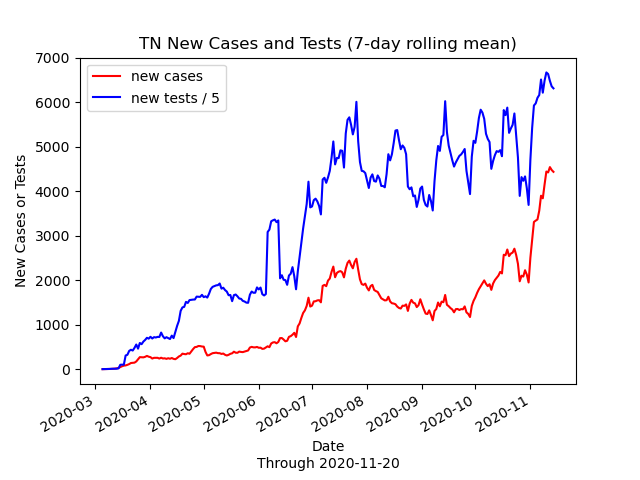 TN New Cases and Tests (7-day rolling mean)
new cases
new tests / 5
New Cases or Tests
7000
6000
5000
4000
3000
2000
1000
0
2020-03
2020-04
2020-05
2020-06
2020-07
2020-08
2020-09
2020-10
2020-11
Date
Through 2020-11-20